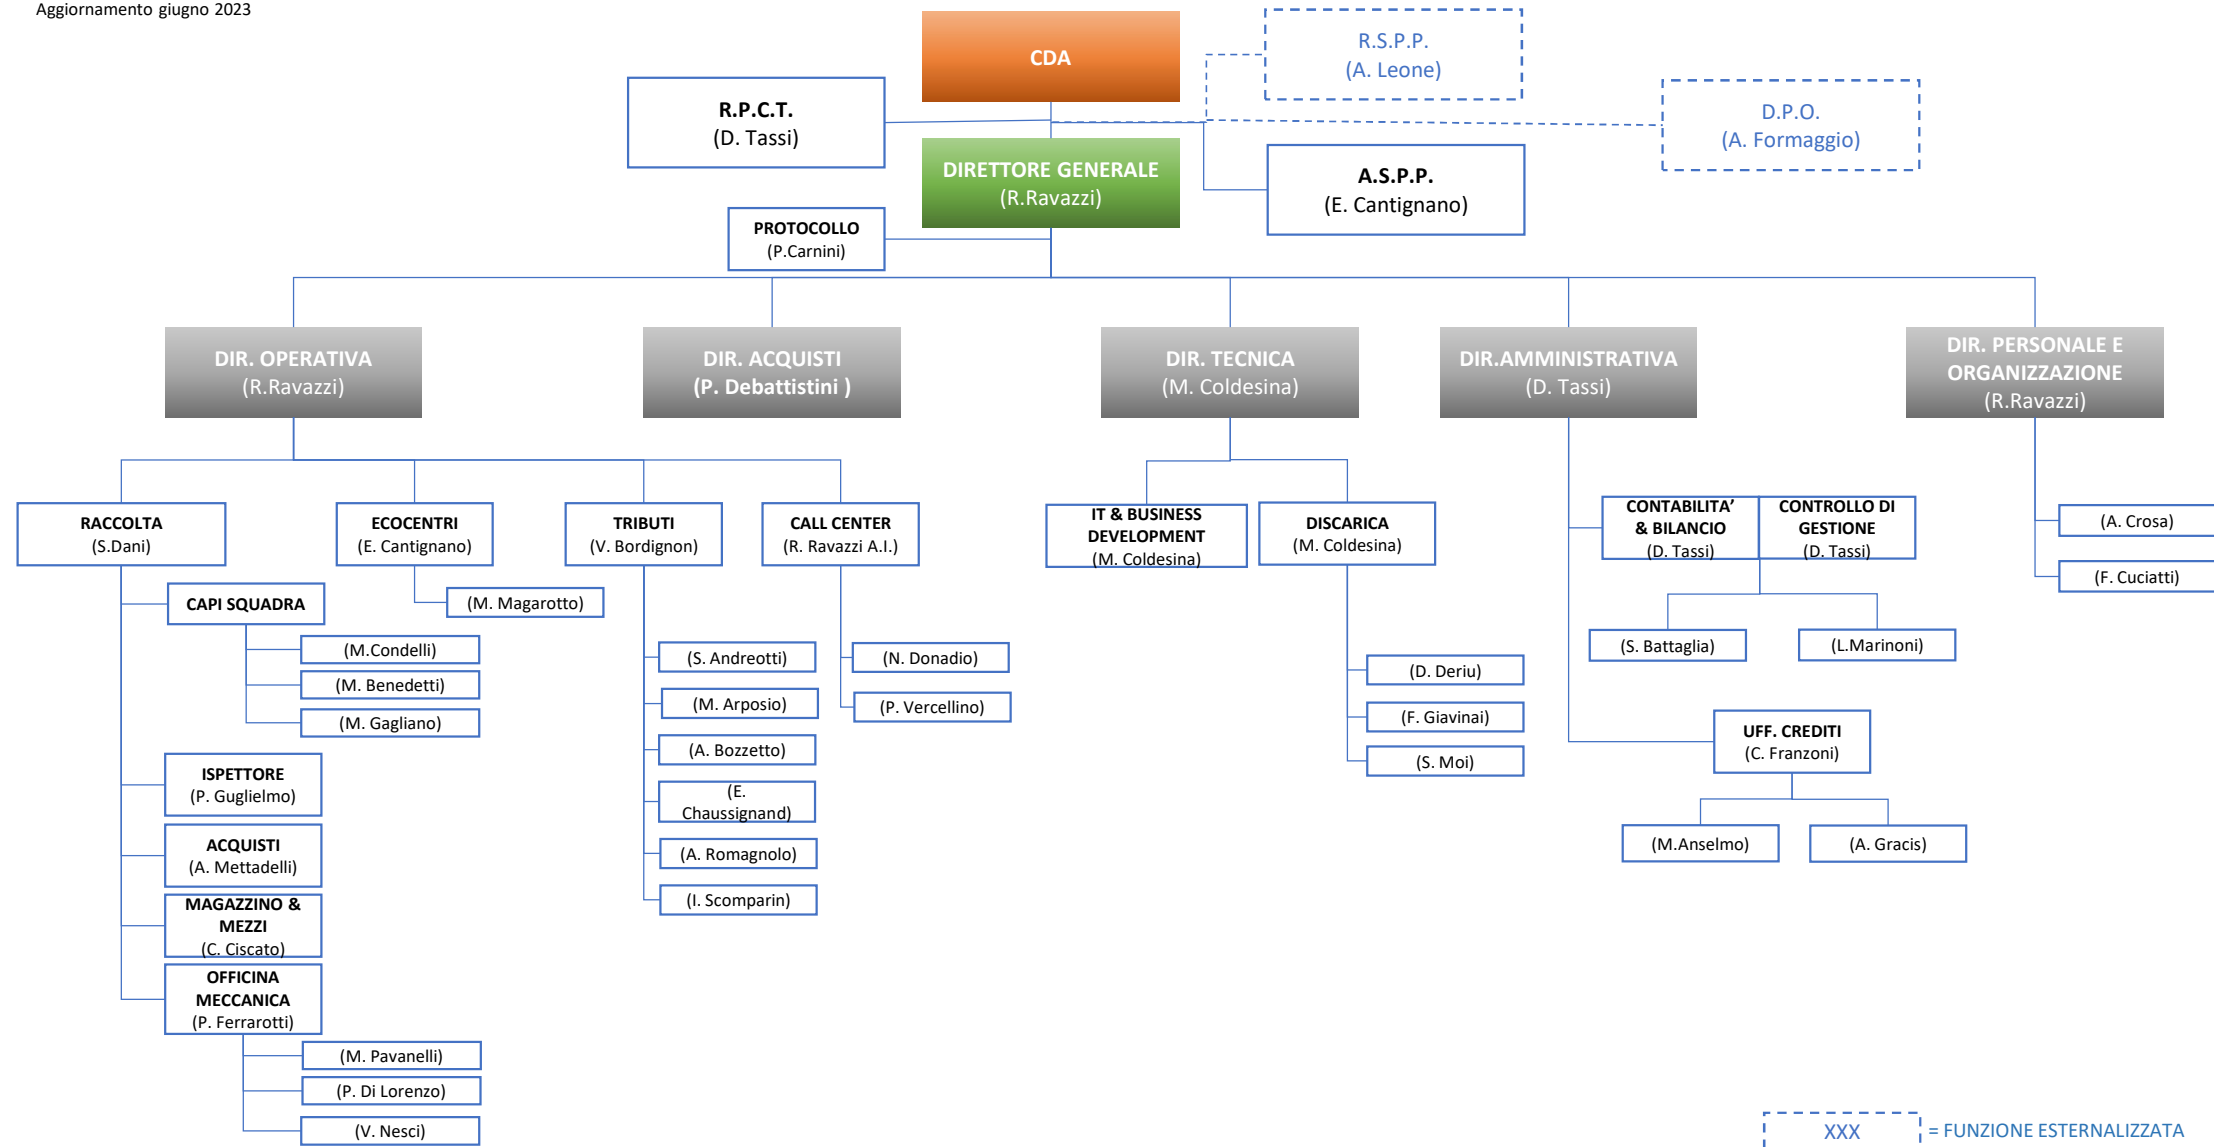 Aggiornamento giugno 2023
CDA
R.S.P.P.
(A. Leone)
R.P.C.T.
(D. Tassi)
D.P.O.
(A. Formaggio)
DIRETTORE GENERALE
(R.Ravazzi)
A.S.P.P.
(E. Cantignano)
PROTOCOLLO
(P.Carnini)
DIR. OPERATIVA
(R.Ravazzi)
DIR. ACQUISTI
(P. Debattistini )
DIR. TECNICA
(M. Coldesina)
DIR.AMMINISTRATIVA
(D. Tassi)
DIR. PERSONALE E
ORGANIZZAZIONE
(R.Ravazzi)
RACCOLTA
(S.Dani)
ECOCENTRI
(E. Cantignano)
TRIBUTI
(V. Bordignon)
CALL CENTER
(R. Ravazzi A.I.)
IT & BUSINESS
DEVELOPMENT
(M. Coldesina)
DISCARICA
(M. Coldesina)
CONTABILITA’
& BILANCIO
(D. Tassi)
CONTROLLO DI
GESTIONE
(D. Tassi)
(A. Crosa)
(F. Cuciatti)
CAPI SQUADRA
(M.Condelli)
(M. Benedetti)
(M. Gagliano)
(M. Magarotto)
(S. Andreotti)
(M. Arposio)
(A. Bozzetto)
(E.
Chaussignand)
(A. Romagnolo)
(I. Scomparin)
(N. Donadio)
(P. Vercellino)
(D. Deriu)
(F. Giavinai)
(S. Moi)
(S. Battaglia)
(L.Marinoni)
UFF. CREDITI
(C. Franzoni)
(M.Anselmo)
(A. Gracis)
ISPETTORE
(P. Guglielmo)
ACQUISTI
(A. Mettadelli)
MAGAZZINO &
MEZZI
(C. Ciscato)
OFFICINA
MECCANICA
(P. Ferrarotti)
(M. Pavanelli)
(P. Di Lorenzo)
(V. Nesci)
XXX
= FUNZIONE ESTERNALIZZATA